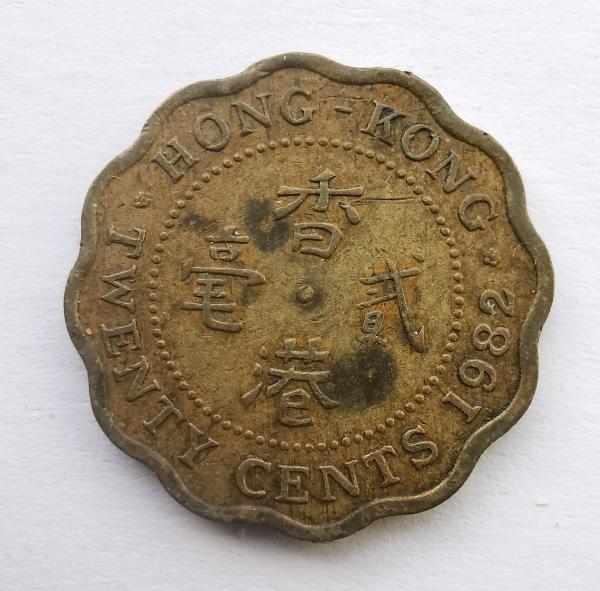 HONG-KONG
TWENTY CENTS 1982
香
港
貳
毫